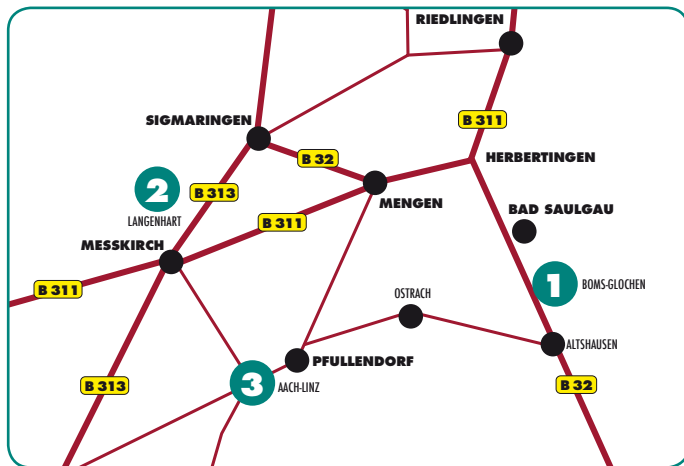 RIEDLINGEN
SIGMARINGEN
B 311
B 32
HERBERTINGEN
2
B 313
MENGEN
LANGENHART
B 311
BAD SAULGAU
MESSKIRCH
B 311
1
BOMS-GLOCHEN
OSTRACH
ALTSHAUSEN
PFULLENDORF
B 313
3
AACH-LINZ
B 32